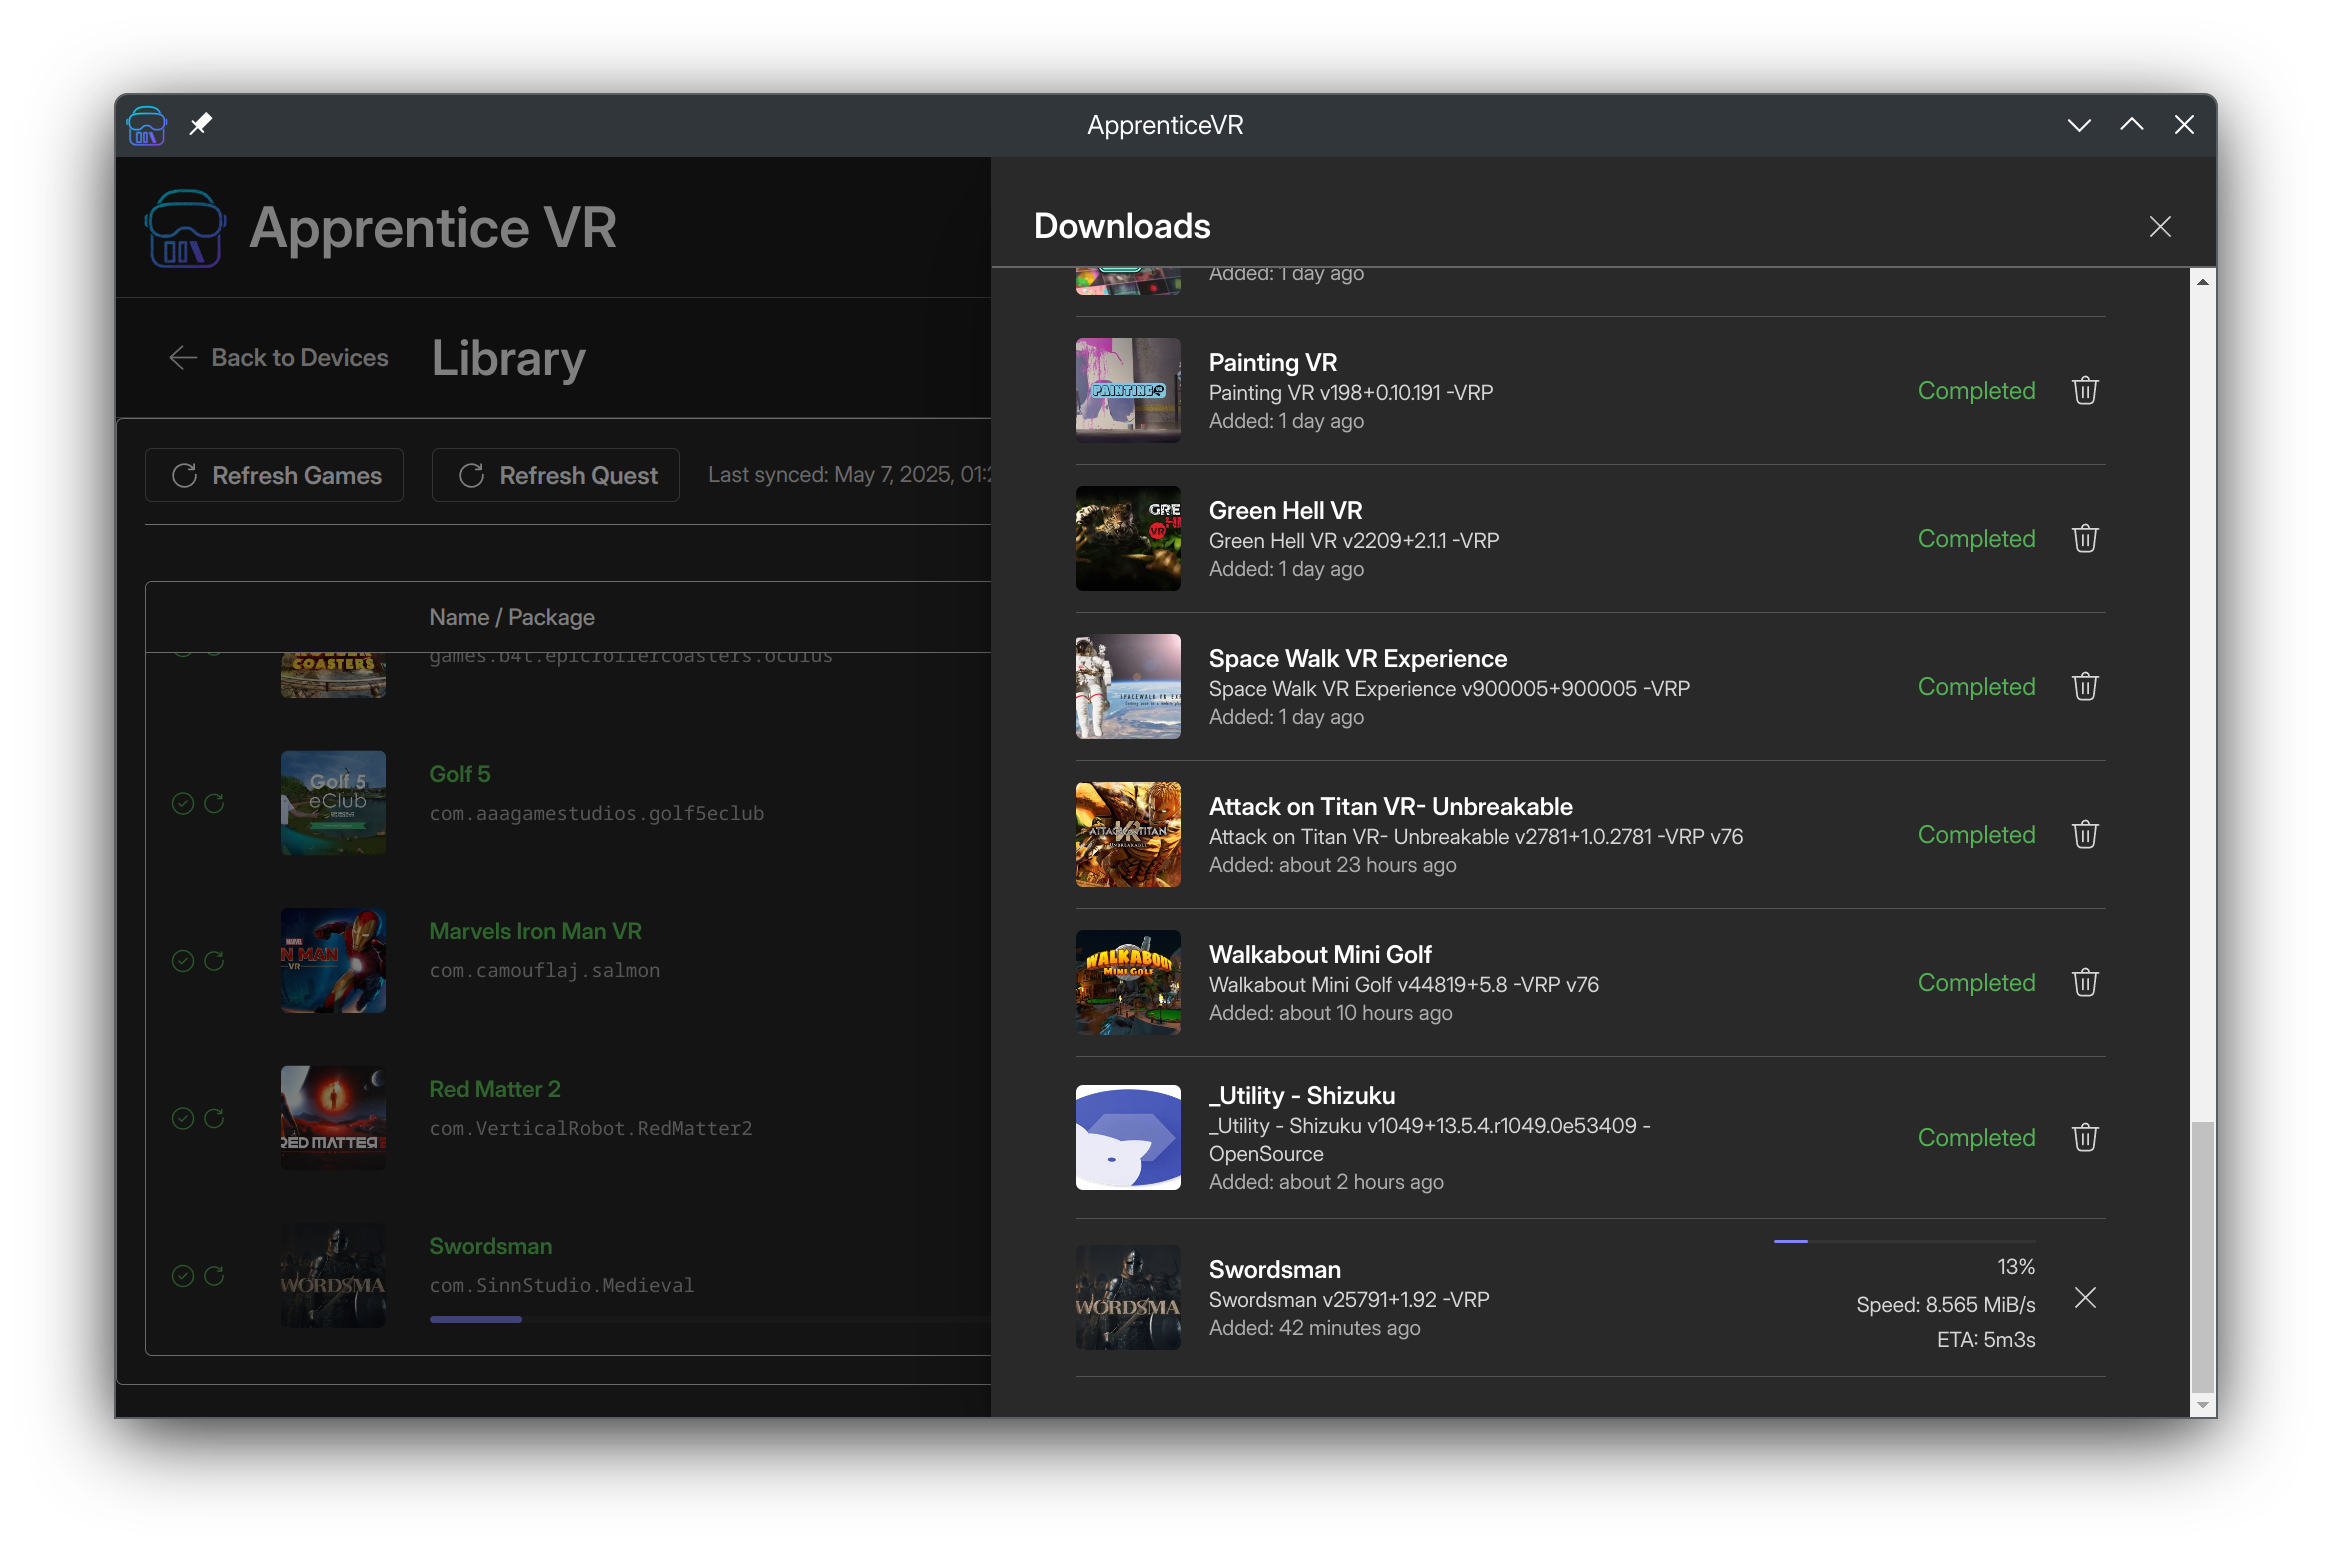 ApprenticeVR
Apprentice VR
Back to Devices
Library
Refresh Games
Refresh Quest
Last synced: May 7, 2025, 01:2
Name / Package
COASTERS
games.b4t.epicrollercoasters.oculus
Golf 5
eClub
Golf 5
com.aaagamestudios.golf5eclub
MARVEL
N MAN
VR
Marvels Iron Man VR
com.camouflaj.salmon
RED MATTER
Red Matter 2
com.VerticalRobot.RedMatter2
WORDSMA
Swordsman
com.SinnStudio.Medieval
Downloads
Added: 1 day ago
PAINTING VR
Painting VR
Painting VR v198+0.10.191 -VRP
Added: 1 day ago
Completed
GREE
HE
VR
Green Hell VR
Green Hell VR v2209+2.1.1 -VRP
Added: 1 day ago
Completed
SPACEWALK VR EXP
Space Walk VR Experience
Space Walk VR Experience v900005+900005 -VRP
Added: 1 day ago
Completed
ATTACK ON TITAN
VR
UNBREAKABLE
Attack on Titan VR- Unbreakable
Attack on Titan VR- Unbreakable v2781+1.0.2781 -VRP v76
Added: about 23 hours ago
Completed
WALKABOUT
MINI GOLF
Walkabout Mini Golf
Walkabout Mini Golf v44819+5.8 -VRP v76
Added: about 10 hours ago
Completed
_Utility - Shizuku
_Utility - Shizuku v1049+13.5.4.r1049.0e53409 -
OpenSource
Added: about 2 hours ago
Completed
WORDSMA
Swordsman
Swordsman v25791+1.92 -VRP
Added: 42 minutes ago
13%
Speed: 8.565 MiB/s
ETA: 5m3s